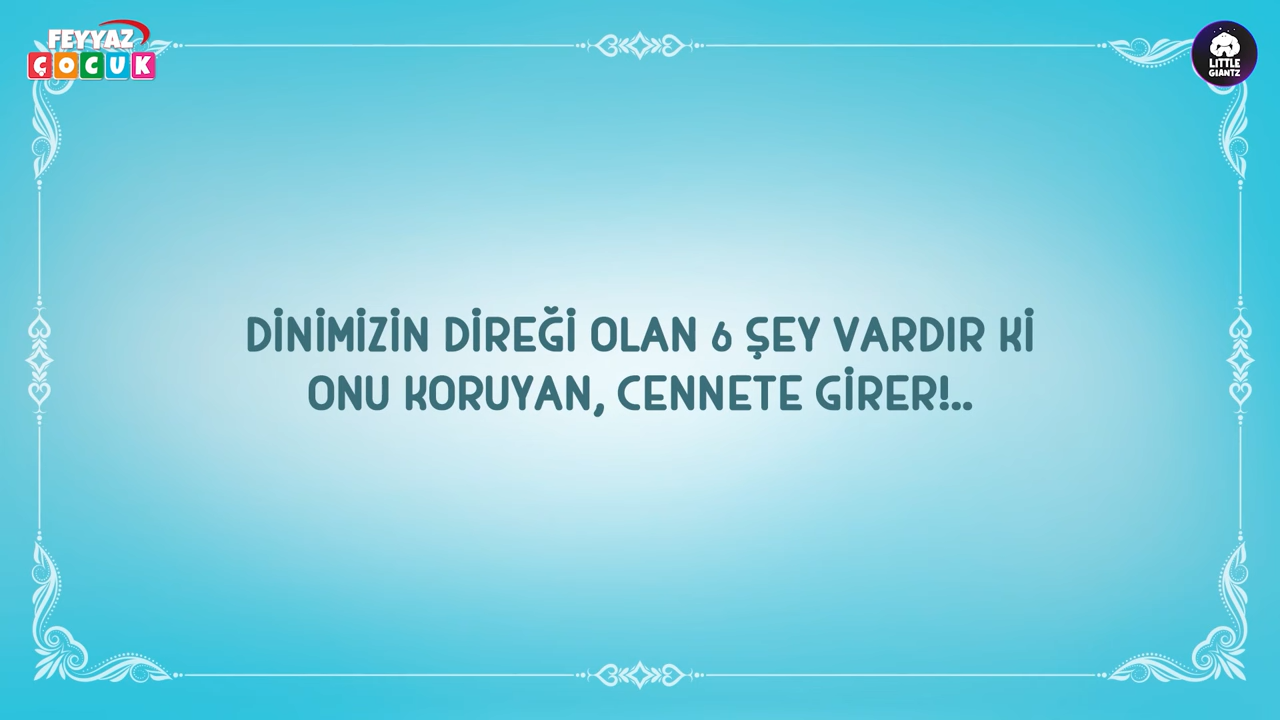 FEYYAZ
ÇOCUK
LITTLE
GIANTZ
DİNİMİZİN DİREĞİ OLAN 6 ŞEY VARDIR Kİ
ONU KORUYAN, CENNETE GİRER!..